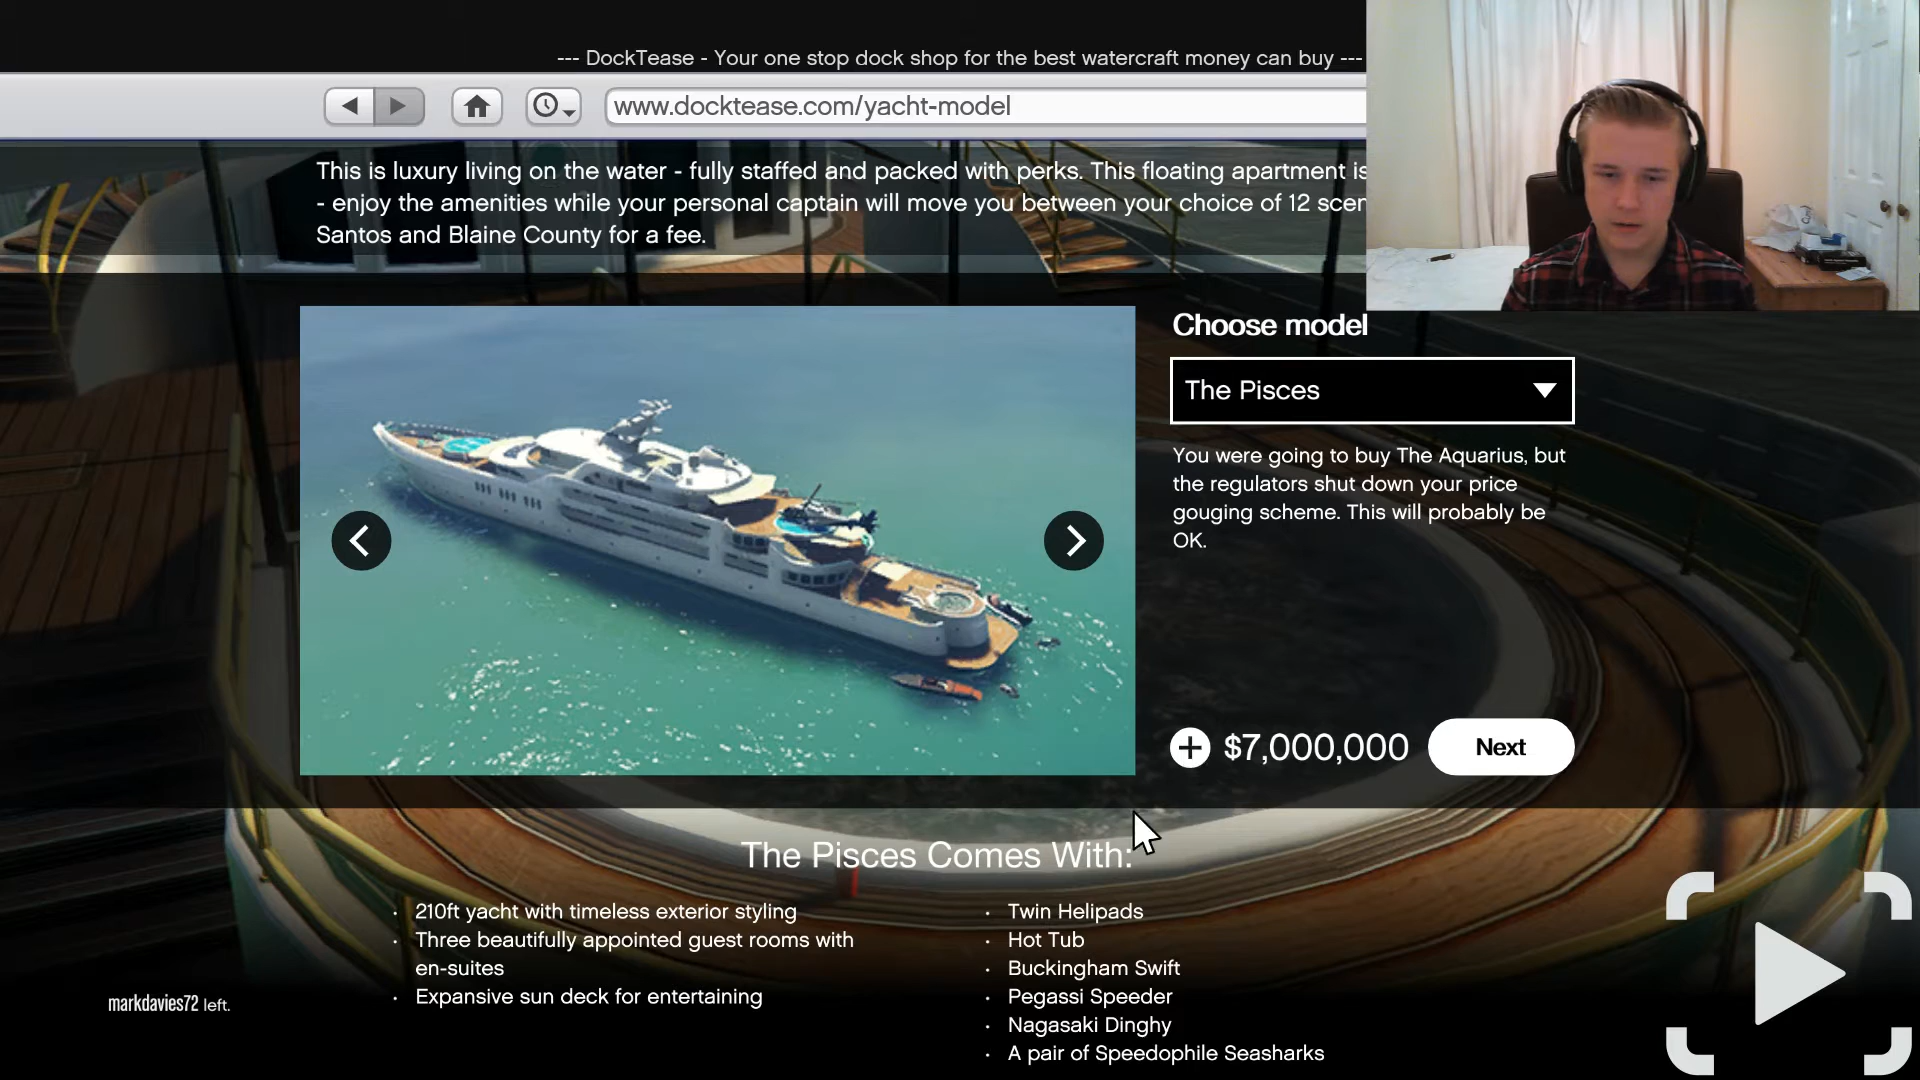 --- DockTease - Your one stop dock shop for the best watercraft money can buy ---
www.docktease.com/yacht-model
This is luxury living on the water - fully staffed and packed with perks. This floating apartment is
- enjoy the amenities while your personal captain will move you between your choice of 12
Santos and Blaine County for a fee.
Choose model
The Pisces
You were going to buy The Aquarius, but
the regulators shut down your price
gouging scheme. This will probably be
OK.
$7,000,000
Next
The Pisces Comes With:
· 210ft yacht with timeless exterior styling
· Three beautifully appointed guest rooms with
en-suites
· Expansive sun deck for entertaining
· Twin Helipads
· Hot Tub
· Buckingham Swift
· Pegassi Speeder
· Nagasaki Dinghy
· A pair of Speedophile Seasharks
markdavies72 left.